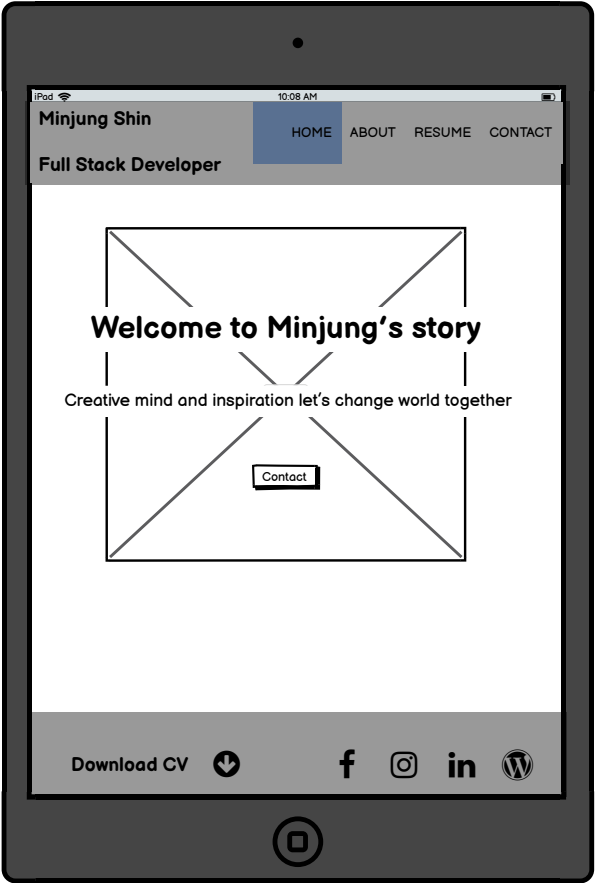 iPad
10:08 AM
Minjung Shin
Full Stack Developer
HOME ABOUT RESUME CONTACT
Welcome to Minjung's story
Creative mind and inspiration let's change world together
Contact
Download CV